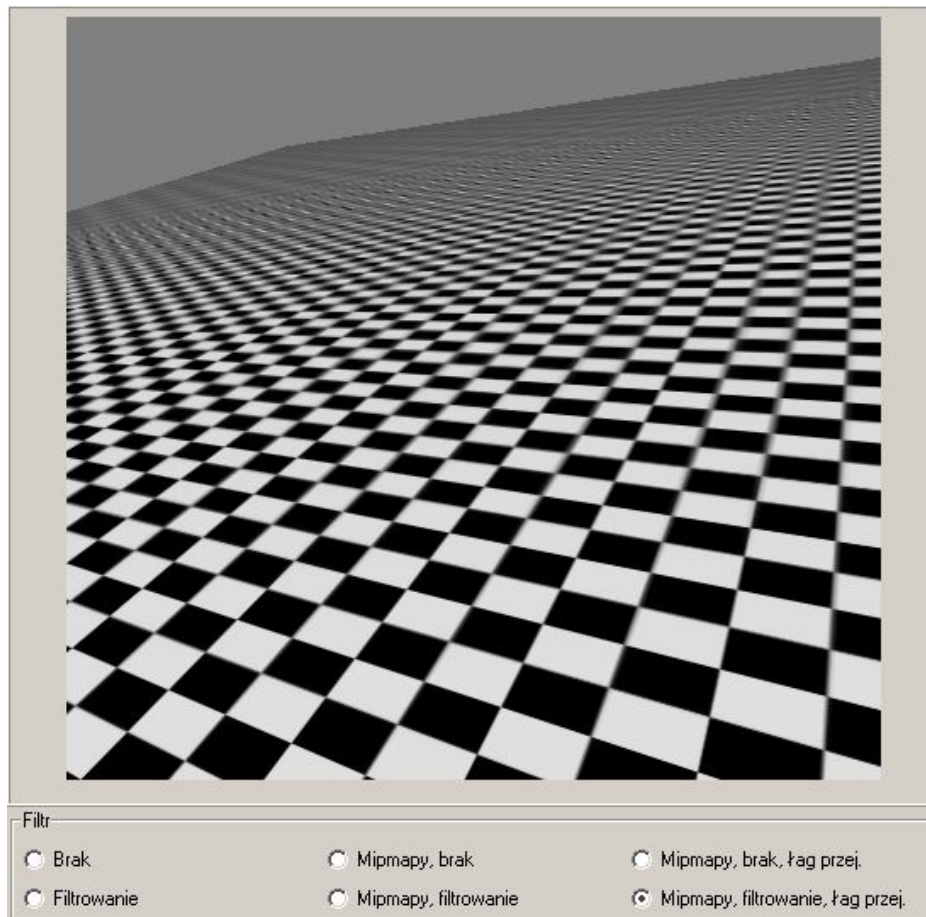 Filtr
Brak
Mipmapy, brak
Mipmapy, brak, łag przej.
Filtrowanie
Mipmapy, filtrowanie
Mipmapy, filtrowanie, łag przej.